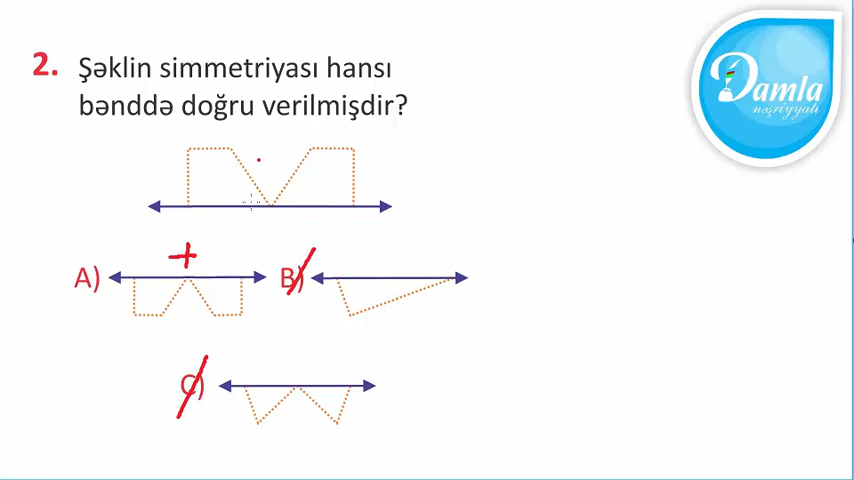 2. Şəklin simmetriyası hansı
bənddə doğru verilmişdir?
Damla
nəşriyyatı
+
A)
B)
C)